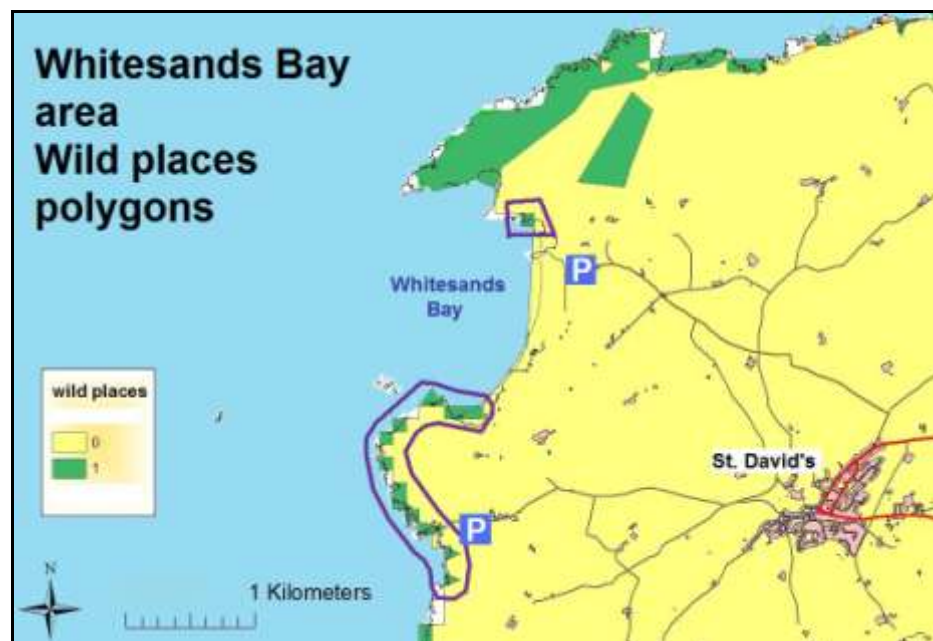 Whitesands Bay
area
Wild places
polygons
P
Whitesands
Bay
wild places
0
1
St. David's
P
N
1 Kilometers